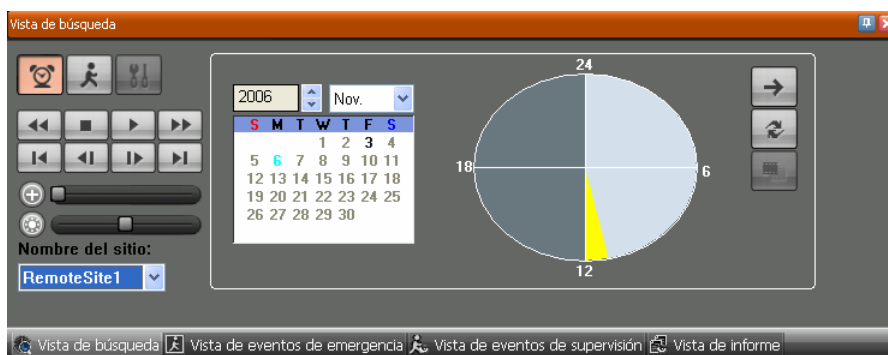 Vista de búsqueda
24
2006 Nov.
S M T W T F S
1 2 3 4
5 6 7 8 9 10 11
12 13 14 15 16 17 18
19 20 21 22 23 24 25
26 27 28 29 30
18
6
12
Nombre del sitio:
RemoteSite1
Vista de búsqueda Vista de eventos de emergencia Vista de eventos de supervisión Vista de informe